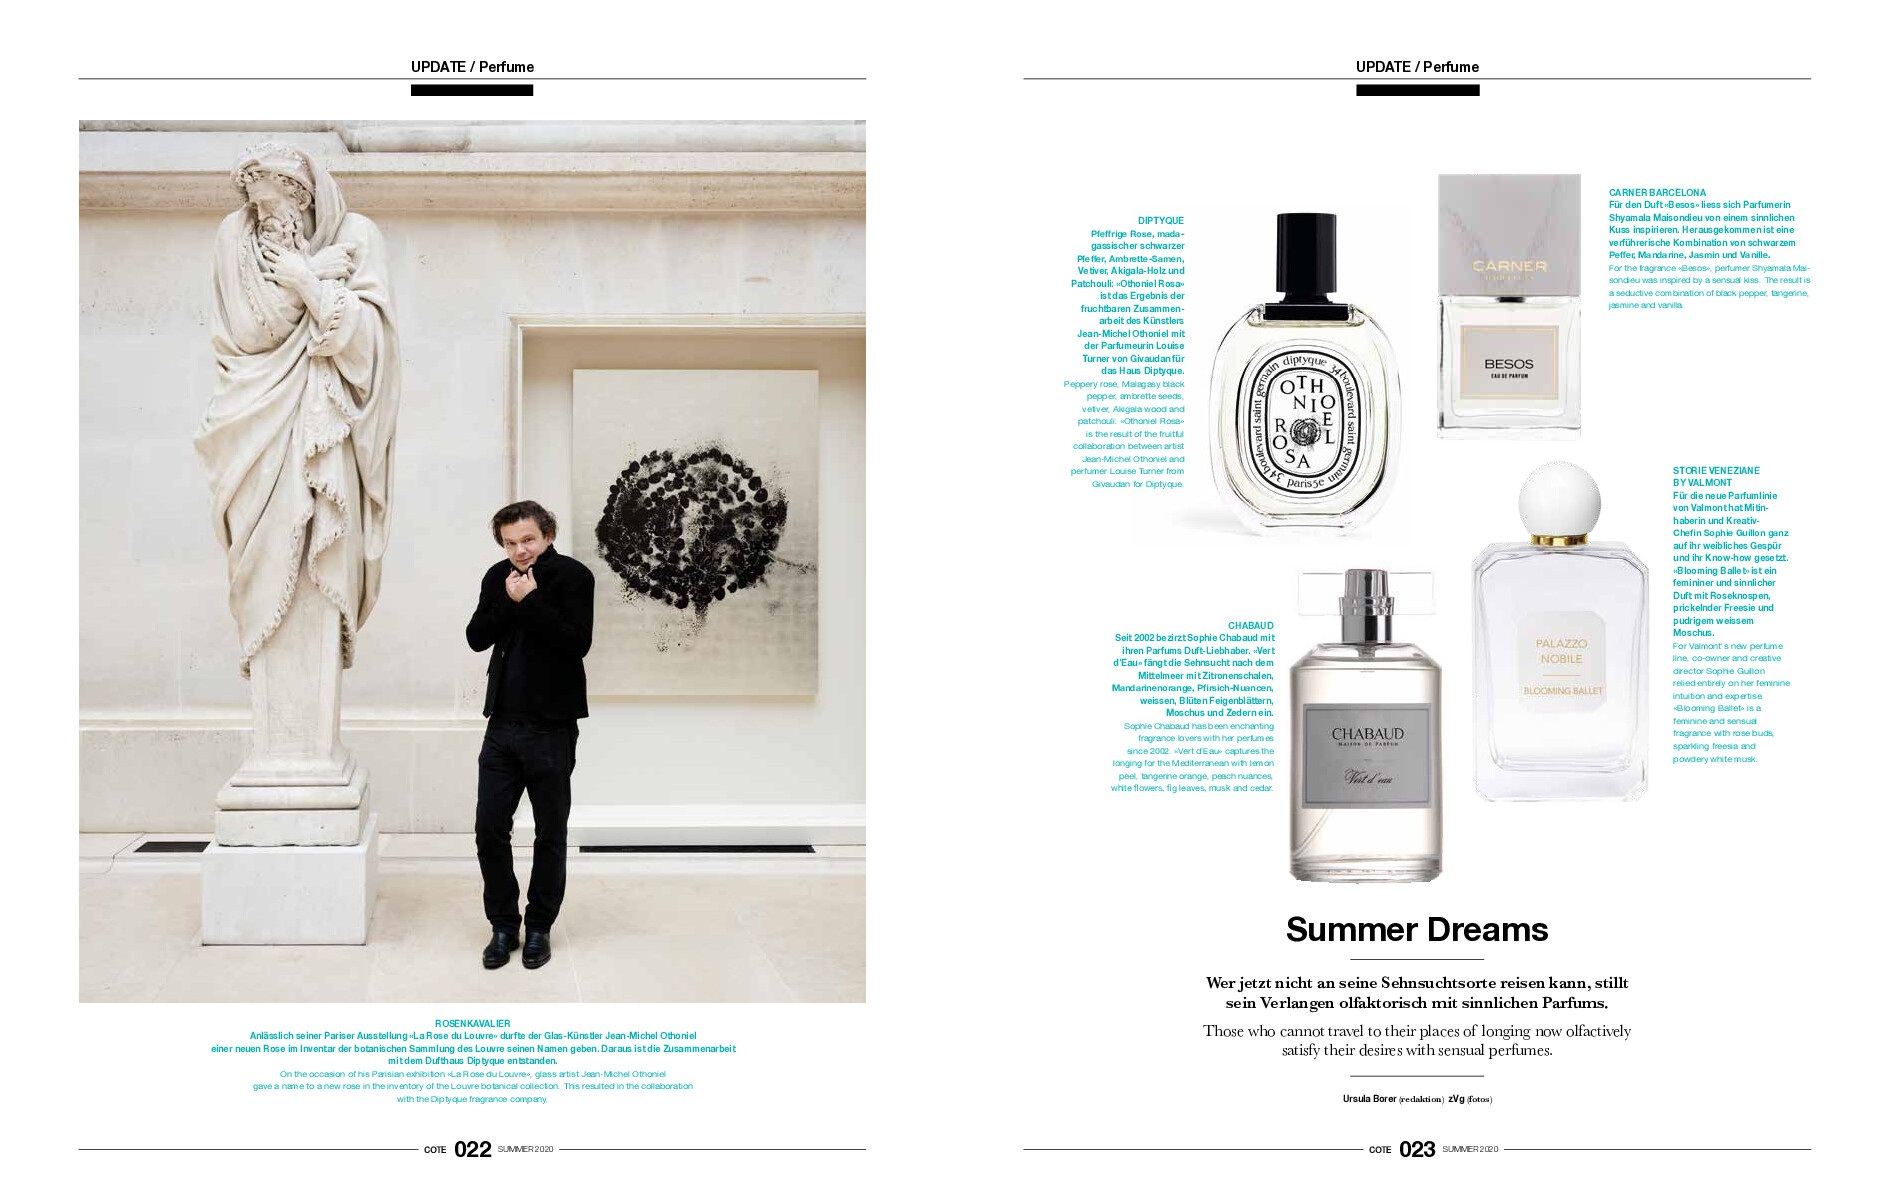 UPDATE / Perfume
ROSENKAVALIER
Anlässlich seiner Pariser Ausstellung «La Rose du Louvre» durfte der Glas-Künstler Jean-Michel Othoniel
einer neuen Rose im Inventar der botanischen Sammlung des Louvre seinen Namen geben. Daraus ist die Zusammenarbeit
mit dem Dufthaus Diptyque entstanden.
On the occasion of his Parisian exhibition «La Rose du Louvre», glass artist Jean-Michel Othoniel
gave a name to a new rose in the inventory of the Louvre botanical collection. This resulted in the collaboration
with the Diptyque fragrance company.
COTE 022 SUMMER 2020
UPDATE / Perfume
DIPTYQUE
Pfeffrige Rose, mada-
gassischer schwarzer
Pfeffer, Ambrette-Samen,
Vetiver, Akigala-Holz und
Patchouli: «Othoniel Rosa»
ist das Ergebnis der
fruchtbaren Zusammen-
arbeit des Künstlers
Jean-Michel Othoniel mit
der Parfumeurin Louise
Turner von Givaudan für
das Haus Diptyque.
Peppery rose, Malagasy black
pepper, ambrette seeds,
vetiver, Akigala wood and
patchouli: «Othoniel Rosa»
is the result of the fruitful
collaboration between artist
Jean-Michel Othoniel and
perfumer Louise Turner from
Givaudan for Diptyque.
diptyque 34 boulevard saint germain paris 5e 34 boulevard saint germain
OTH
NIO
EL
RO
SA
CARNER
BARCELONA
BESOS
EAU DE PARFUM
CARNER BARCELONA
Für den Duft «Besos» liess sich Parfumerin
Shyamala Maisondieu von einem sinnlichen
Kuss inspirieren. Herausgekommen ist eine
verführerische Kombination von schwarzem
Peffer, Mandarine, Jasmin und Vanille.
For the fragrance «Besos», perfumer Shyamala Mai-
sondieu was inspired by a sensual kiss. The result is
a seductive combination of black pepper, tangerine,
jasmine and vanilla.
STORIE VENEZIANE
BY VALMONT
Für die neue Parfumlinie
von Valmont hat Mitin-
haberin und Kreativ-
Chefin Sophie Guillon ganz
auf ihr weibliches Gespür
und ihr Know-how gesetzt.
«Blooming Ballet» ist ein
femininer und sinnlicher
Duft mit Roseknospen,
prickelnder Freesie und
pudrigem weissem
Moschus.
For Valmont's new perfume
line, co-owner and creative
director Sophie Guillon
relied entirely on her feminine
intuition and expertise.
«Blooming Ballet» is a
feminine and sensual
fragrance with rose buds,
sparkling freesia and
powdery white musk.
PALAZZO
NOBILE
BLOOMING BALLET
CHABAUD
Seit 2002 bezirzt Sophie Chabaud mit
ihren Parfums Duft-Liebhaber. «Vert
d'Eau» fängt die Sehnsucht nach dem
Mittelmeer mit Zitronenschalen,
Mandarinenorange, Pfirsich-Nuancen,
weissen, Blüten Feigenblättern,
Moschus und Zedern ein.
Sophie Chabaud has been enchanting
fragrance lovers with her perfumes
since 2002. «Vert d'Eau» captures the
longing for the Mediterranean with lemon
peel, tangerine orange, peach nuances,
white flowers, fig leaves, musk and cedar.
CHABAUD
MAISON DE PARFUM
Vert d'eau
Summer Dreams
Wer jetzt nicht an seine Sehnsuchtsorte reisen kann, stillt
sein Verlangen olfaktorisch mit sinnlichen Parfums.
Those who cannot travel to their places of longing now olfactively
satisfy their desires with sensual perfumes.
Ursula Borer (redaktion) zVg (fotos)
COTE 023 SUMMER 2020